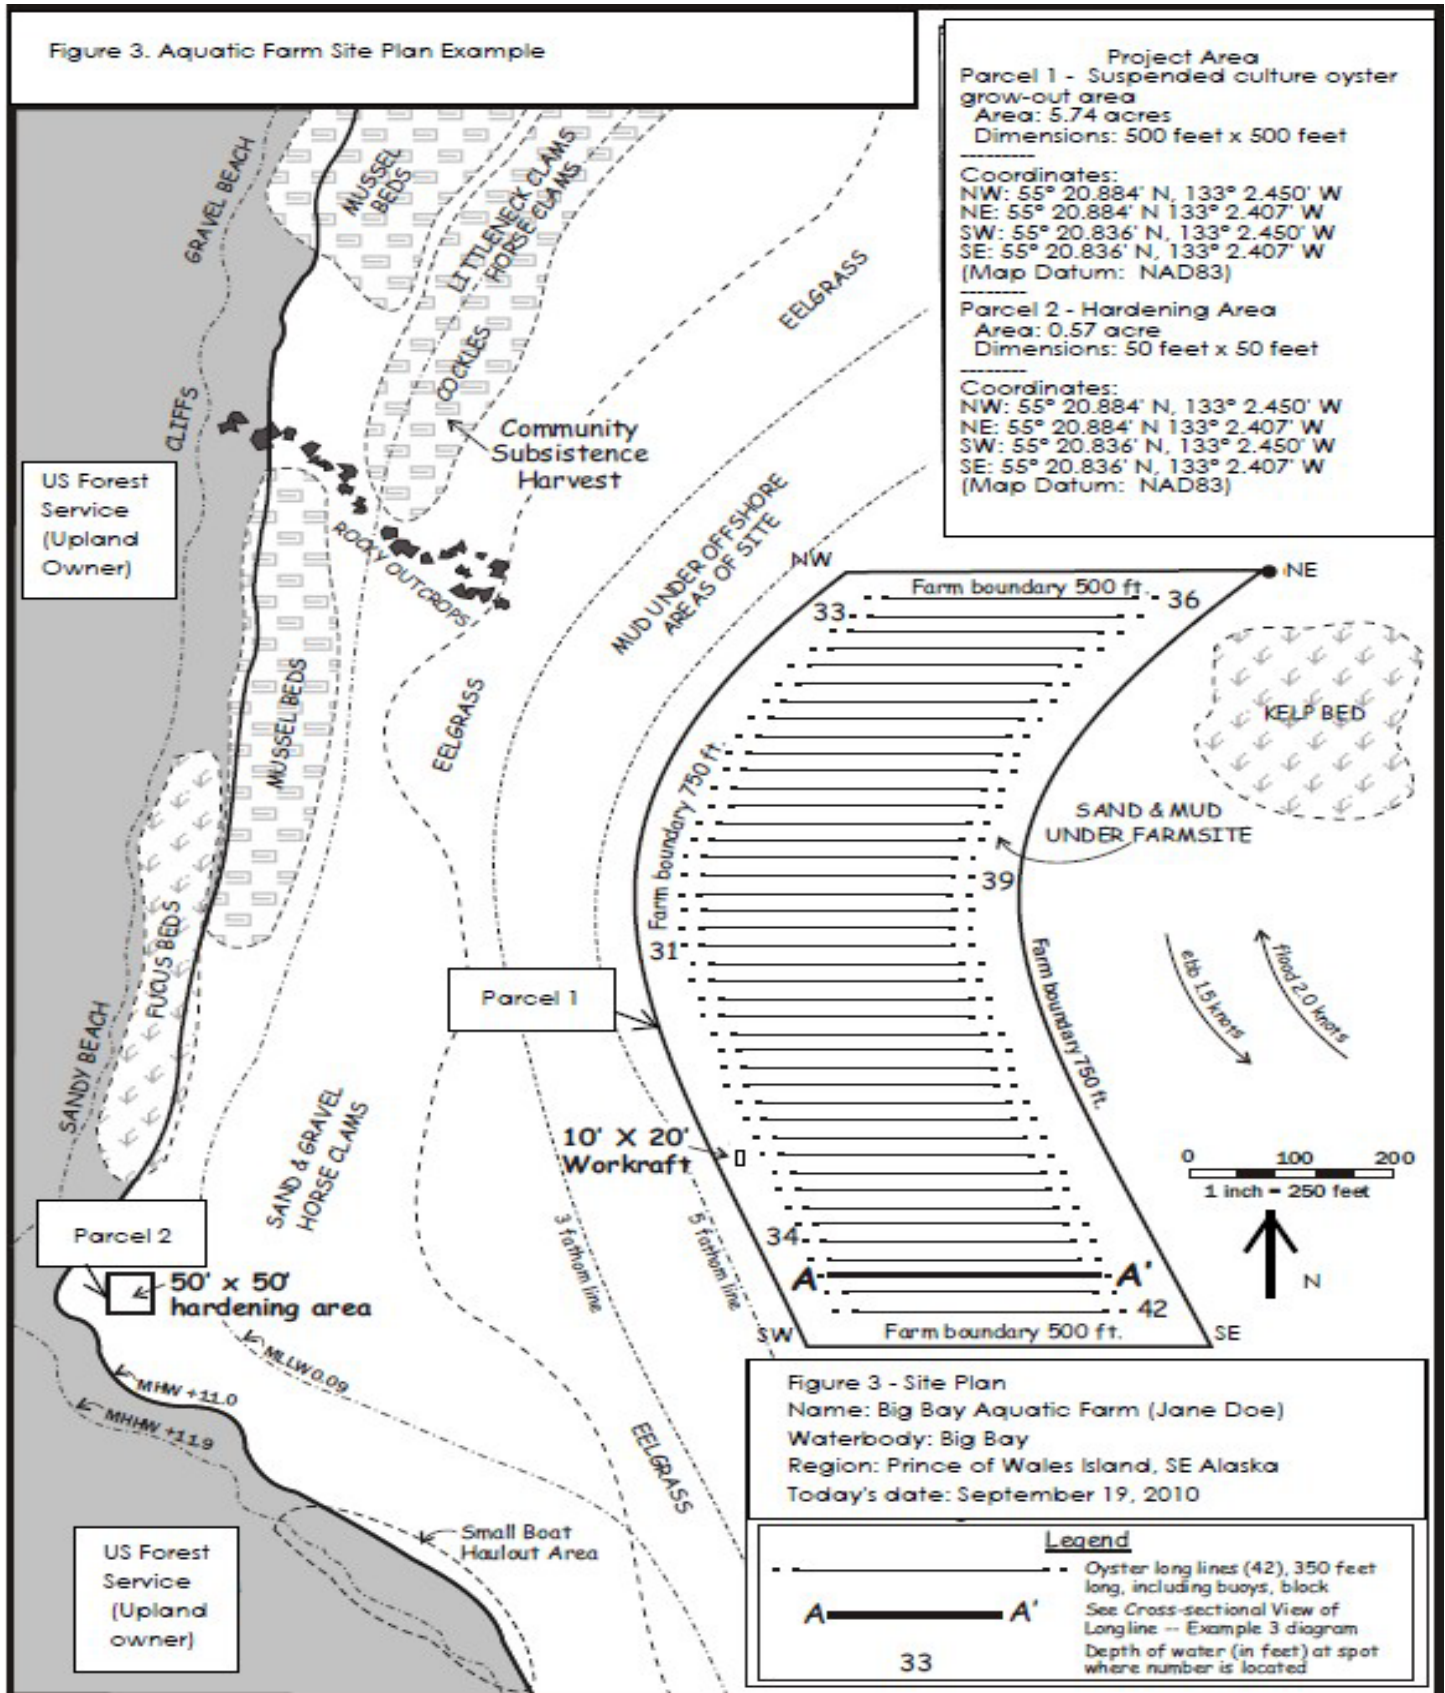 Figure 3. Aquatic Farm Site Plan Example
Project Area
Parcel 1 - Suspended culture oyster
grow-out area
Area: 5.74 acres
Dimensions: 500 feet x 500 feet
---------
Coordinates:
NW: 55° 20.884' N, 133° 2.450' W
NE: 55° 20.884' N 133° 2.407' W
SW: 55° 20.836' N, 133° 2.450' W
SE: 55° 20.836' N, 133° 2.407' W
(Map Datum: NAD83)
--------
Parcel 2 - Hardening Area
Area: 0.57 acre
Dimensions: 50 feet x 50 feet
--------
Coordinates:
NW: 55° 20.884' N, 133° 2.450' W
NE: 55° 20.884' N, 133° 2.407' W
SW: 55° 20.836' N, 133° 2.450' W
SE: 55° 20.836' N, 133° 2.407' W
(Map Datum: NAD83)
GRAVEL BEACH
MUSSEL
BEDS
LITTLENECK CLAMS
HORSE CLAMS
COCKLES
EELGRASS
CLIFFS
Community
Subsistence
Harvest
US Forest
Service
(Upland
Owner)
ROCKY OUTCROPS
MUD UNDER OFFSHORE
AREAS OF SITE
NW
NE
Farm boundary 500 ft.
33
36
KELP BED
MUSSEL BEDS
EELGRASS
Farm boundary 750 ft.
SAND & MUD
UNDER FARMSITE
39
31
FUCUS BEDS
Farm boundary 750 ft.
ebb 1.5 knots
flood 2.0 knots
Parcel 1
SANDY BEACH
SAND & GRAVEL
HORSE CLAMS
10' X 20'
Workraft
0 100 200
1 inch = 250 feet
N
3 fathom line
5 fathom line
34
Parcel 2
50' x 50'
hardening area
A
A'
42
SW
Farm boundary 500 ft.
SE
MLLW 0.09
MHW +11.0
MHHW +11.9
EELGRASS
Small Boat
Haulout Area
US Forest
Service
(Upland
owner)
Figure 3 - Site Plan
Name: Big Bay Aquatic Farm (Jane Doe)
Waterbody: Big Bay
Region: Prince of Wales Island, SE Alaska
Today's date: September 19, 2010
Legend
Oyster long lines (42), 350 feet
long, including buoys, block
A A'
See Cross-sectional View of
Longline -- Example 3 diagram
33
Depth of water (in feet) at spot
where number is located